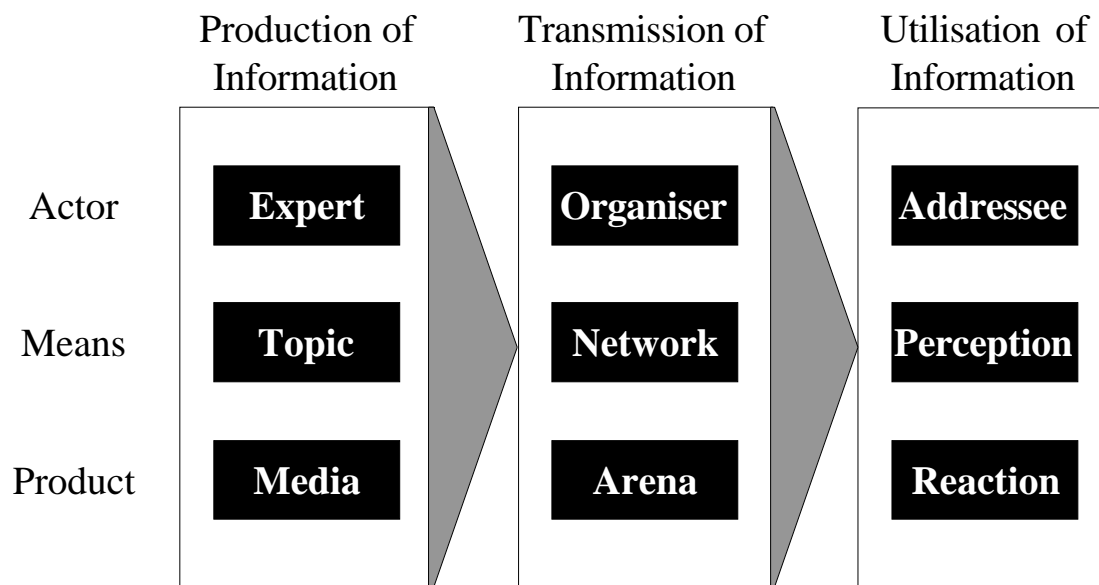 Production of
Information
Transmission of
Information
Utilisation of
Information
Actor
Expert
Organiser
Addressee
Means
Topic
Network
Perception
Product
Media
Arena
Reaction